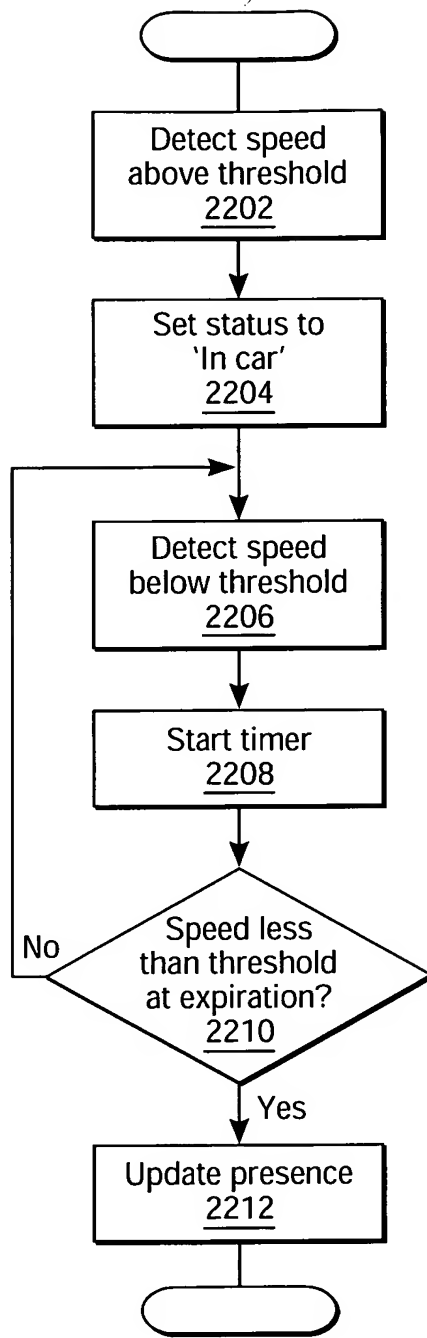 Detect speed
above threshold
2202
Set status to
'In car'
2204
Detect speed
below threshold
2206
Start timer
2208
No
Speed less
than threshold
at expiration?
2210
Yes
Update presence
2212